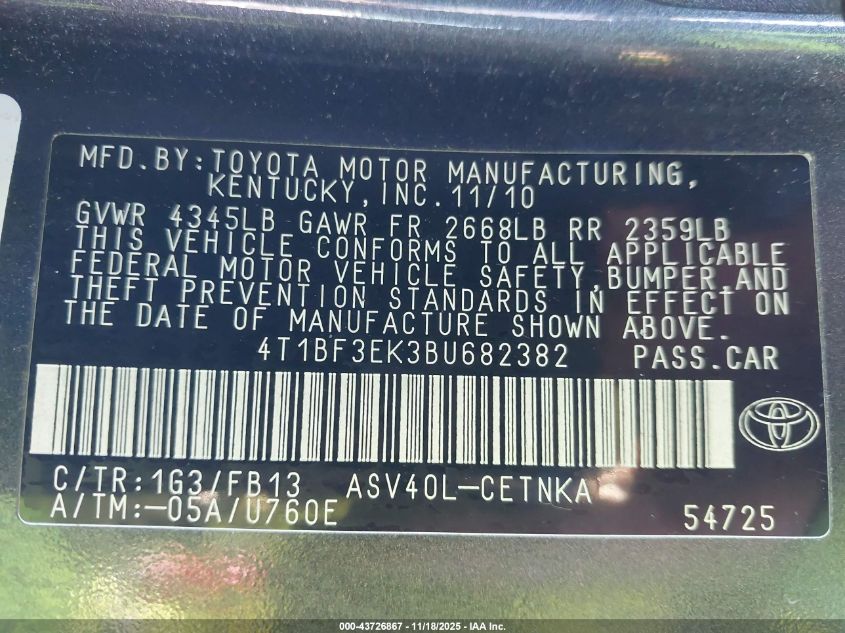 MFD.BY:TOYOTA MOTOR MANUFACTURING,
KENTUCKY,INC.11/10
GVWR 4345LB GAWR FR 2668LB RR 2359LB
THIS VEHICLE CONFORMS TO ALL APPLICABLE
FEDERAL MOTOR VEHICLE SAFETY,BUMPER,AND
THEFT PREVENTION STANDARDS IN EFFECT ON
THE DATE OF MANUFACTURE SHOWN ABOVE.
4T1BF3EK3BU682382 PASS.CAR
C/TR:1G3/FB13 ASV40L-CETNKA
A/TM:-05A/U760E 54725
000-43726867 - 11/18/2025 - IAA Inc.